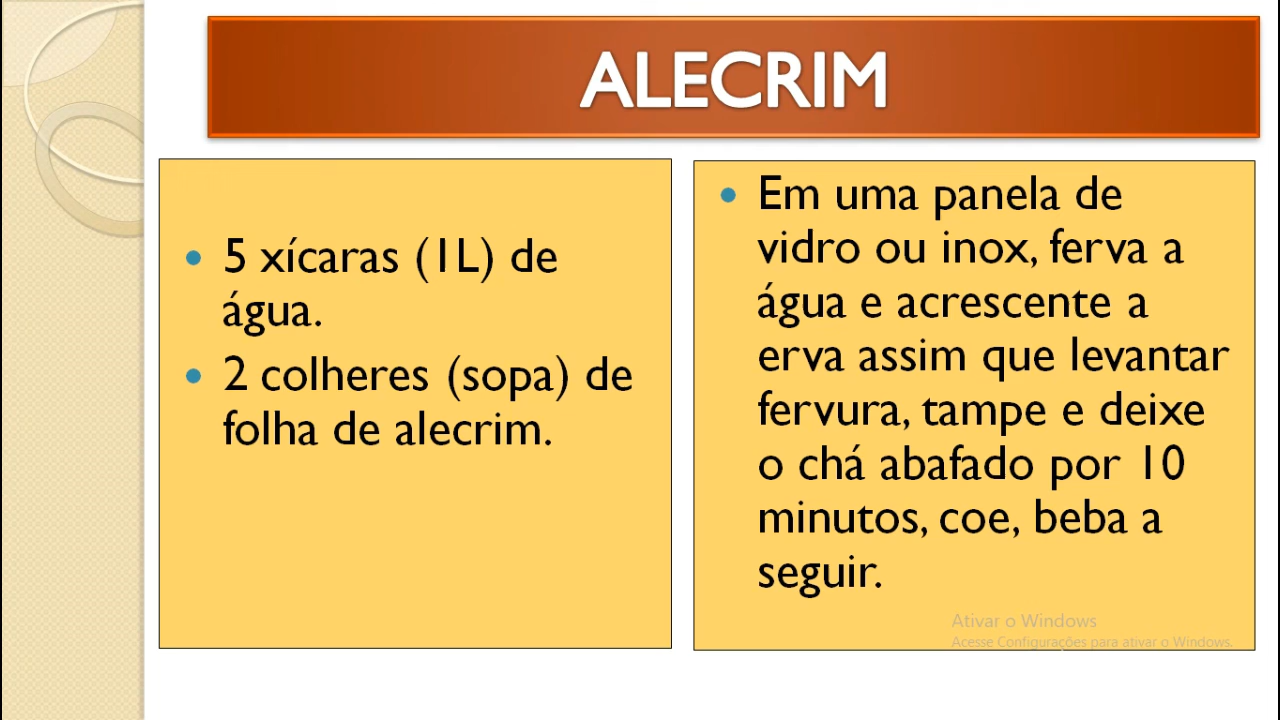 ALECRIM
• 5 xícaras (1L) de
água.
• 2 colheres (sopa) de
folha de alecrim.
• Em uma panela de
vidro ou inox, ferva a
água e acrescente a
erva assim que levantar
fervura, tampe e deixe
o chá abafado por 10
minutos, coe, beba a
seguir.
Ativar o Windows
Acesse Configurações para ativar o Windows.